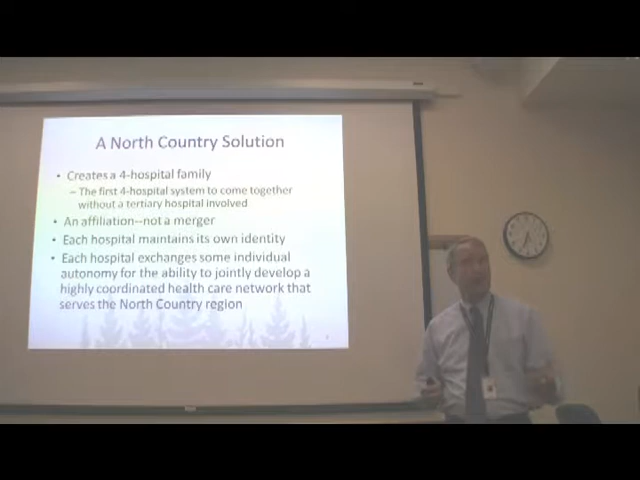 A North Country Solution
• Creates a 4-hospital family
– The first 4-hospital system to come together
without a tertiary hospital involved
• An affiliation--not a merger
• Each hospital maintains its own identity
• Each hospital exchanges some individual
autonomy for the ability to jointly develop a
highly coordinated health care network that
serves the North Country region